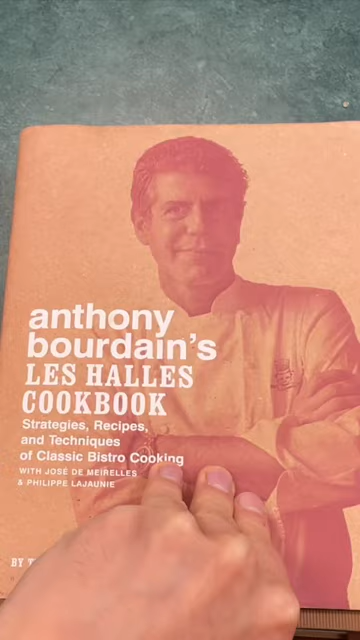 anthony
bourdain's
LES HALLES
COOKBOOK
Strategies, Recipes,
and Techniques
of Classic Bistro Cooking
WITH JOSÉ DE MEIRELLES
& PHILIPPE LAJAUNIE
BY